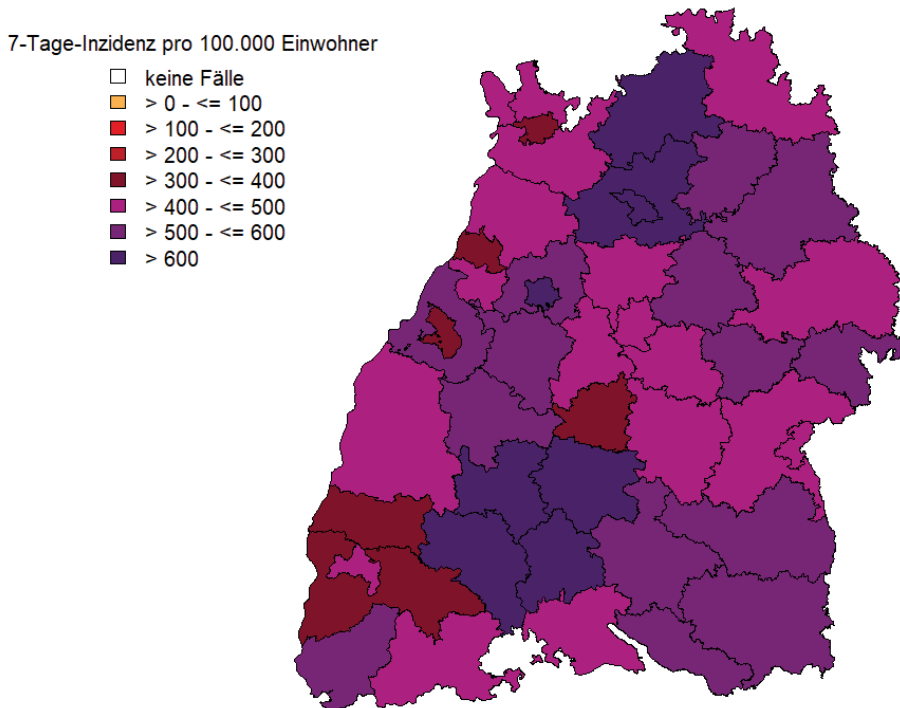 7-Tage-Inzidenz pro 100.000 Einwohner
keine Fälle
> 0 - <= 100
> 100 - <= 200
> 200 - <= 300
> 300 - <= 400
> 400 - <= 500
> 500 - <= 600
> 600